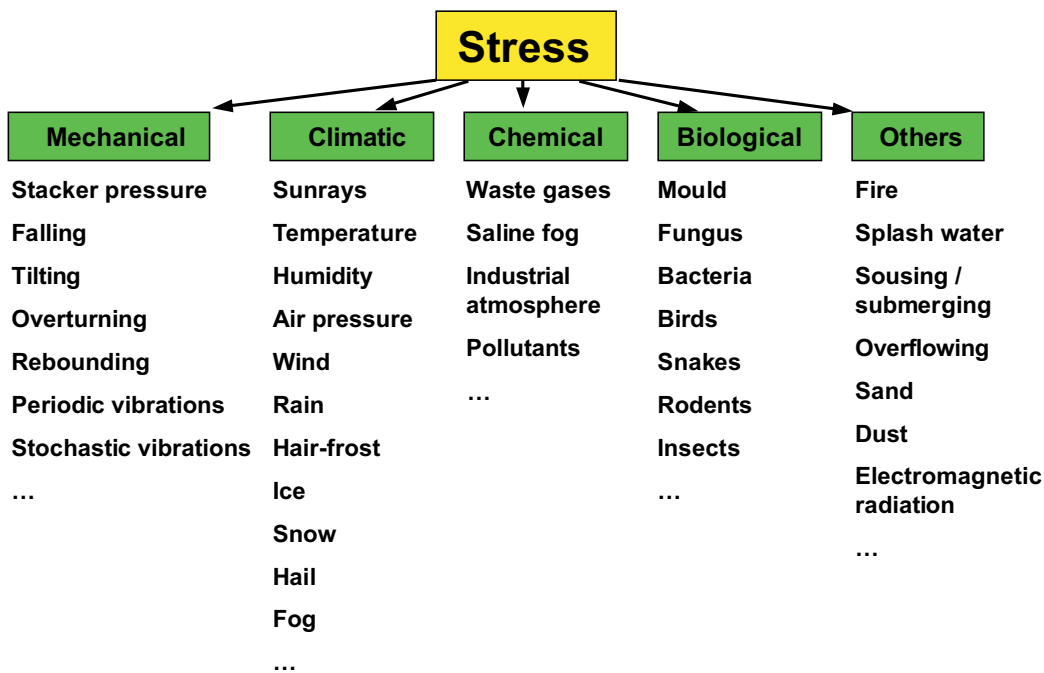 Stress
Mechanical
Stacker pressure
Falling
Tilting
Overturning
Rebounding
Periodic vibrations
Stochastic vibrations
…
Climatic
Sunrays
Temperature
Humidity
Air pressure
Wind
Rain
Hair-frost
Ice
Snow
Hail
Fog
…
Chemical
Waste gases
Saline fog
Industrial
atmosphere
Pollutants
…
Biological
Mould
Fungus
Bacteria
Birds
Snakes
Rodents
Insects
…
Others
Fire
Splash water
Sousing /
submerging
Overflowing
Sand
Dust
Electromagnetic
radiation
…